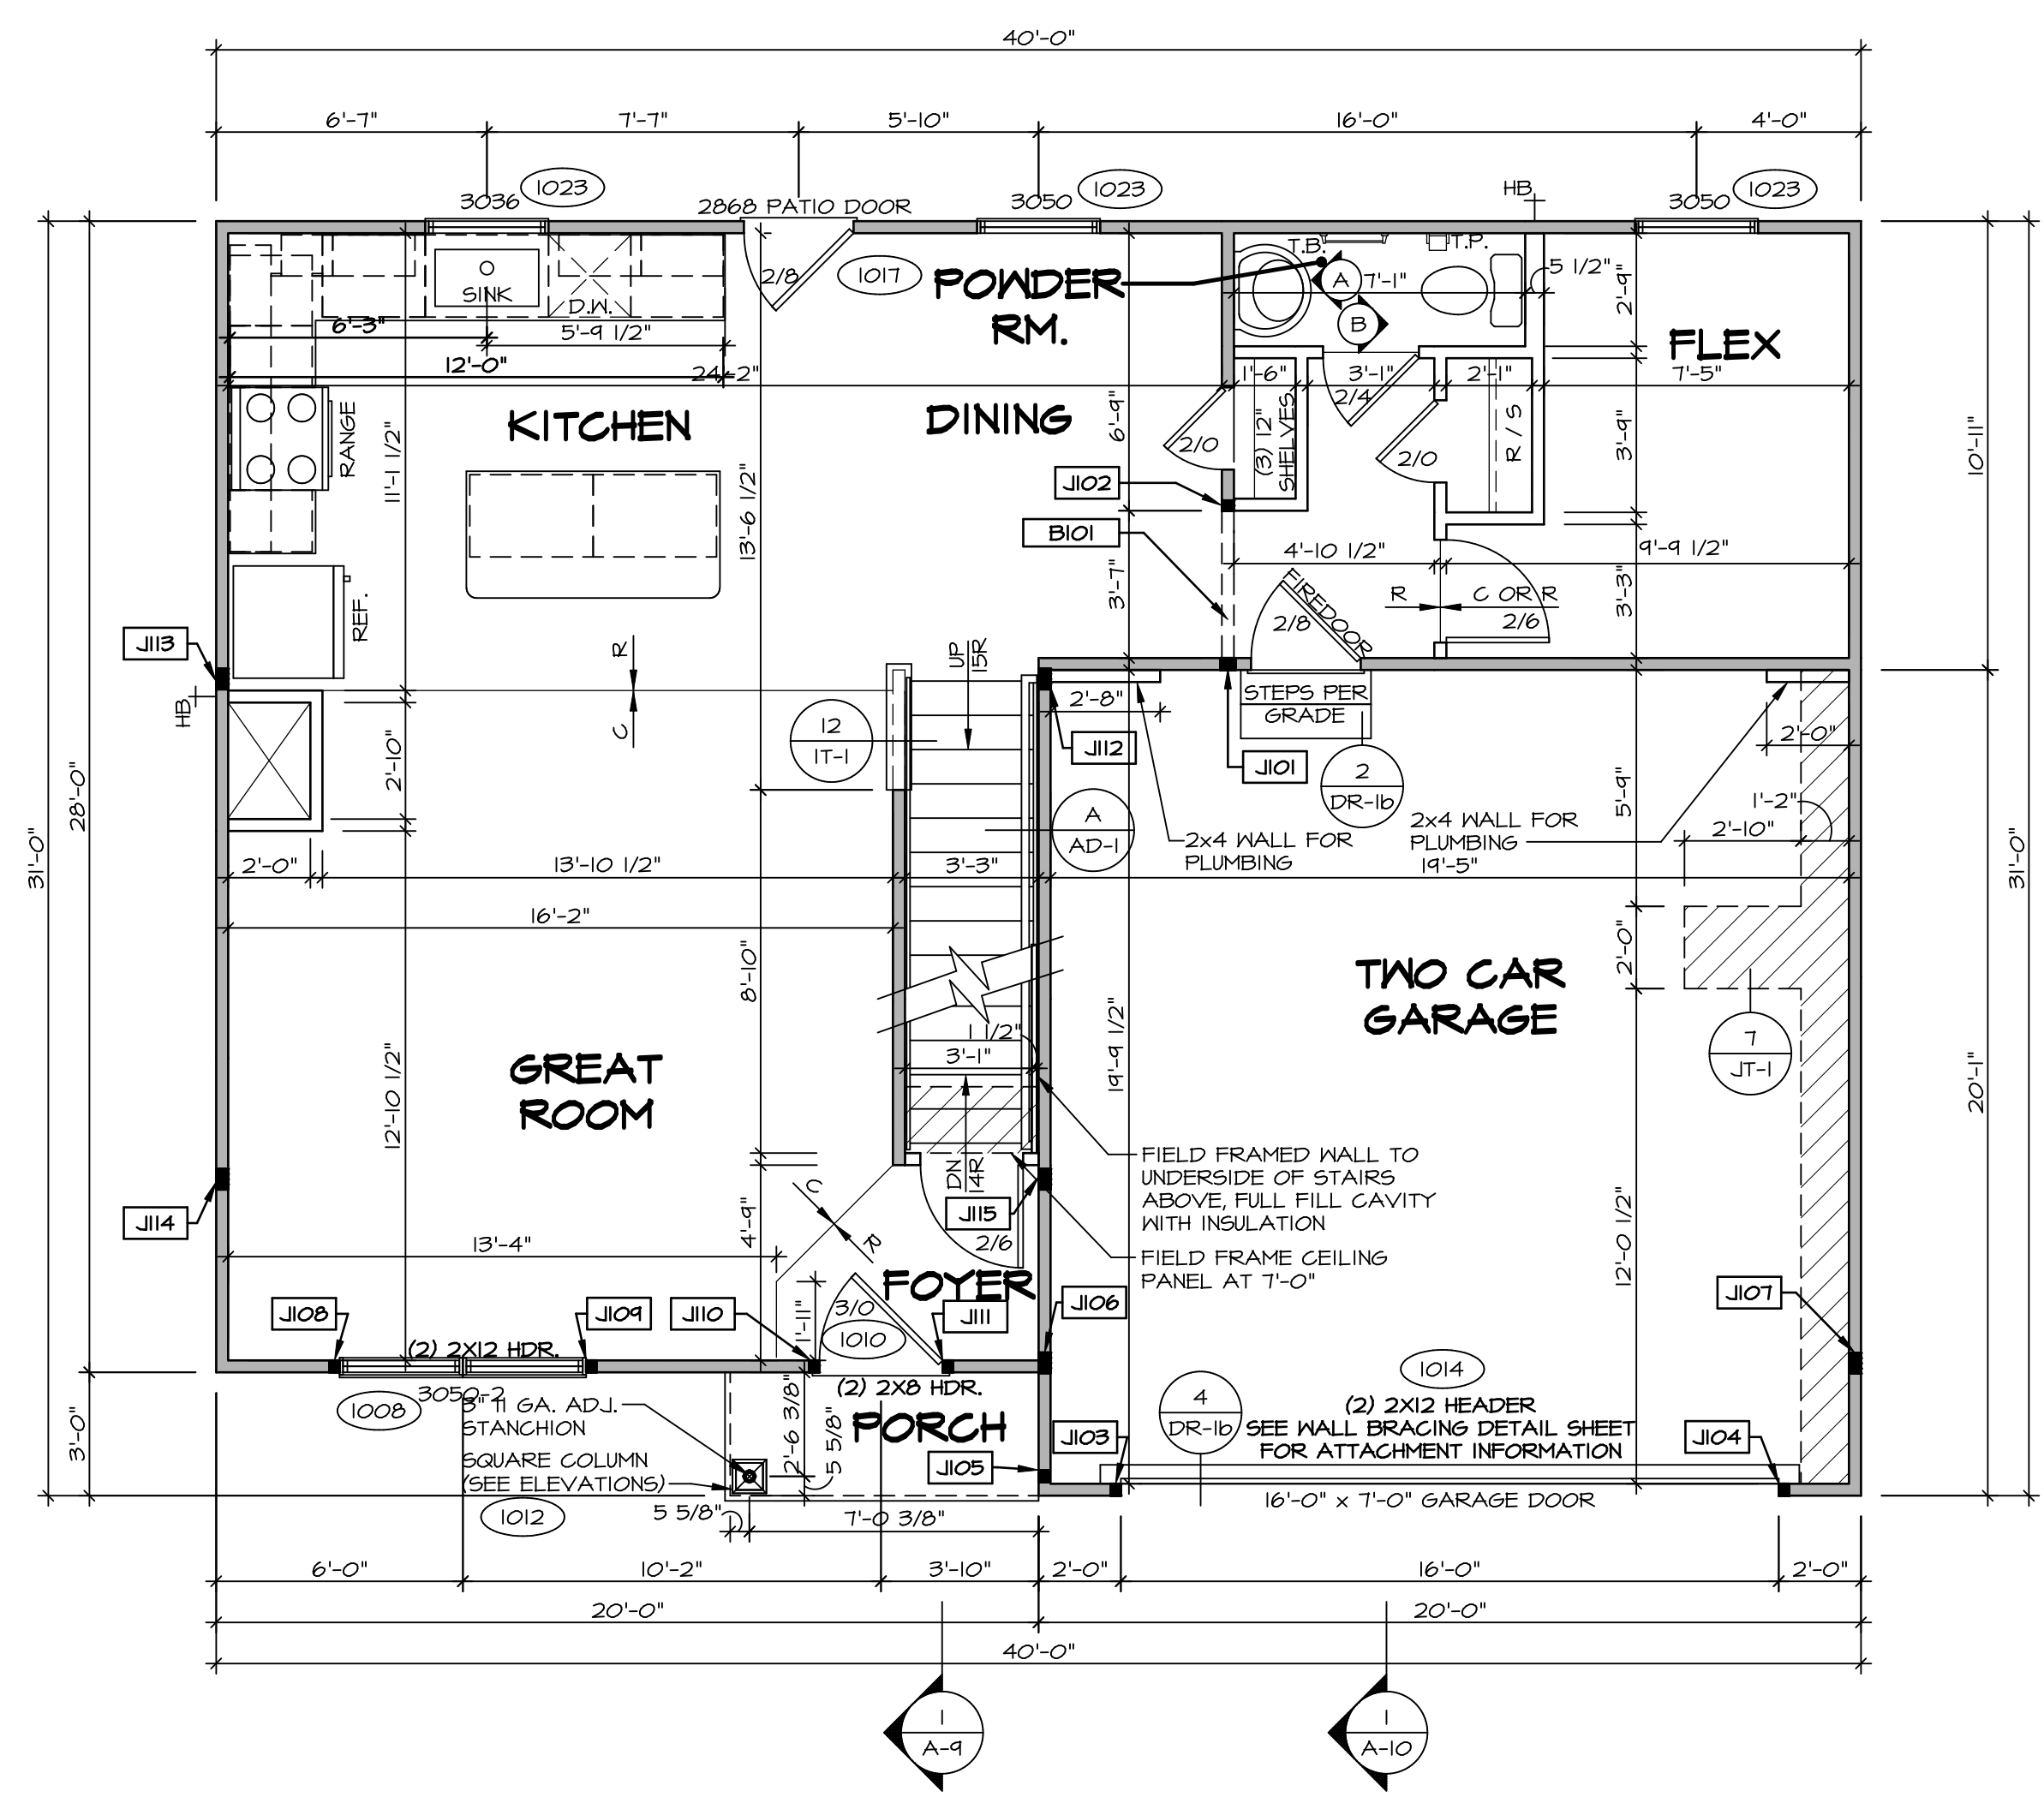 40'-0"
6'-7"
7'-7"
5'-10"
16'-0"
4'-0"
3036
1023
2868 PATIO DOOR
3050
1023
HB
3050
1023
2/8
1017
POWDER
RM.
T.B.
T.P.
A
7'-1"
B
5 1/2"
2'-9"
FLEX
SINK
D.W.
6'-3"
5'-9 1/2"
12'-0"
24'-2"
1'-6"
3'-1"
2'-1"
7'-5"
2/4
KITCHEN
DINING
RANGE
11'-1 1/2"
6'-9"
2/0
(3) 12"
SHELVES
2/0
R / S
3'-9"
10'-11"
J102
13'-6 1/2"
B101
4'-10 1/2"
9'-9 1/2"
3'-7"
FIREDOOR
2/8
R
C OR R
2/6
3'-3"
REF.
J113
HB
R
C
UP
15R
2'-8"
STEPS PER
GRADE
2'-0"
12
IT-1
J112
J101
2
DR-1b
2'-10"
5'-9"
28'-0"
31'-0"
A
AD-1
2x4 WALL FOR
PLUMBING
2x4 WALL FOR
PLUMBING
1'-2"
2'-10"
31'-0"
2'-0"
13'-10 1/2"
3'-3"
19'-5"
16'-2"
8'-10"
2'-0"
TWO CAR
GARAGE
1 1/2"
3'-1"
19'-9 1/2"
7
JT-1
20'-1"
GREAT
ROOM
12'-10 1/2"
FIELD FRAMED WALL TO
UNDERSIDE OF STAIRS
ABOVE, FULL FILL CAVITY
WITH INSULATION
DN
14R
J114
C
R
4'-9"
J115
2/6
12'-0 1/2"
13'-4"
FIELD FRAME CEILING
PANEL AT 7'-0"
FOYER
J108
J109
J110
1'-11"
3/0
1010
J111
J106
J107
(2) 2X12 HDR.
3050-2
1008
(2) 2X8 HDR.
1014
3" 11 GA. ADJ.
STANCHION
2'-6 3/8"
5 5/8"
PORCH
4
DR-1b
(2) 2X12 HEADER
SEE WALL BRACING DETAIL SHEET
FOR ATTACHMENT INFORMATION
J103
J104
3'-0"
SQUARE COLUMN
(SEE ELEVATIONS)
J105
1012
5 5/8"
7'-0 3/8"
16'-0" x 7'-0" GARAGE DOOR
6'-0"
10'-2"
3'-10"
2'-0"
16'-0"
2'-0"
20'-0"
20'-0"
40'-0"
1
A-9
1
A-10